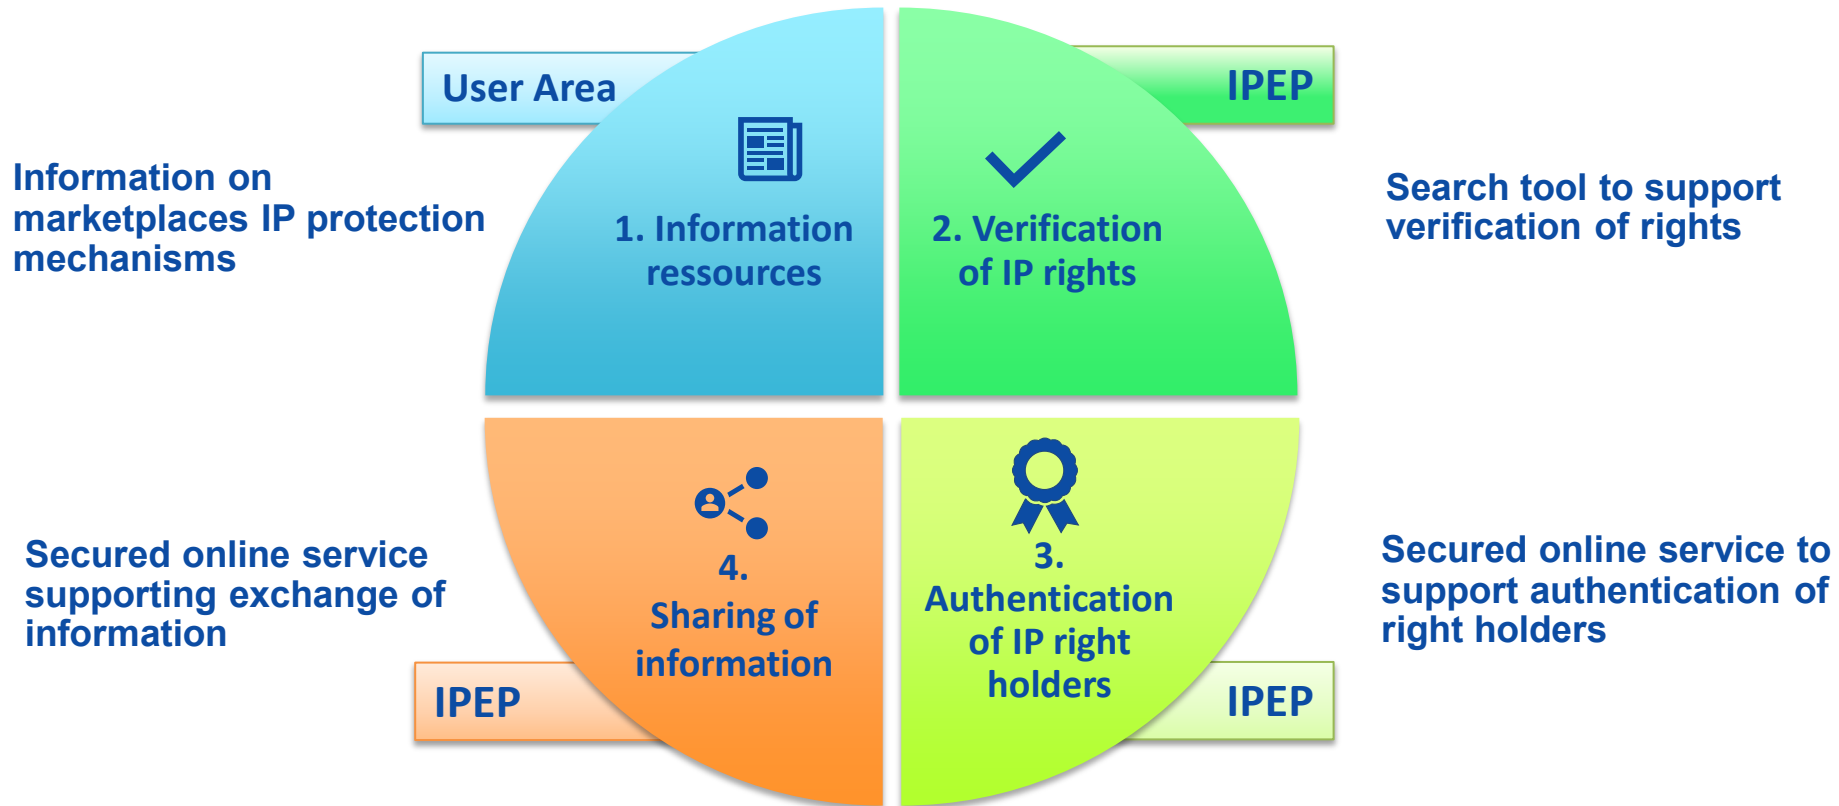 User Area
IPEP
Information on
marketplaces IP protection
mechanisms
1. Information
ressources
2. Verification
of IP rights
Search tool to support
verification of rights
Secured online service
supporting exchange of
information
4.
Sharing of
information
3.
Authentication
of IP right
holders
Secured online service to
support authentication of
right holders
IPEP
IPEP